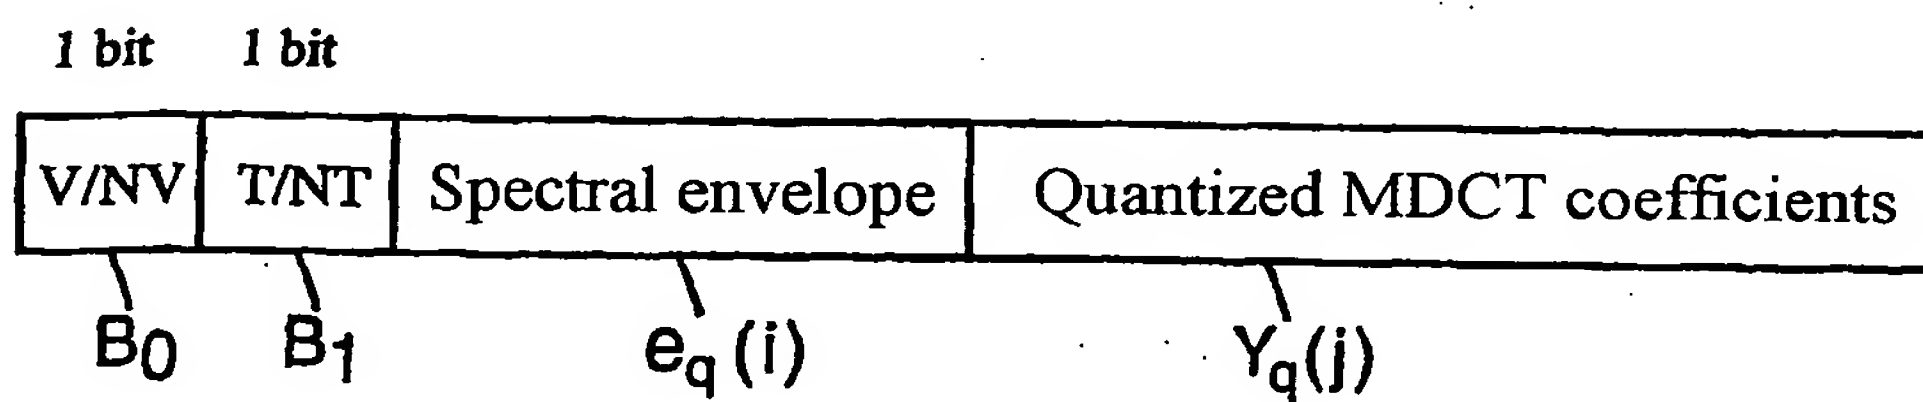 1 bit 1 bit
V/NV T/NT Spectral envelope Quantized MDCT coefficients
B0 B1 eq(i) Yq(j)